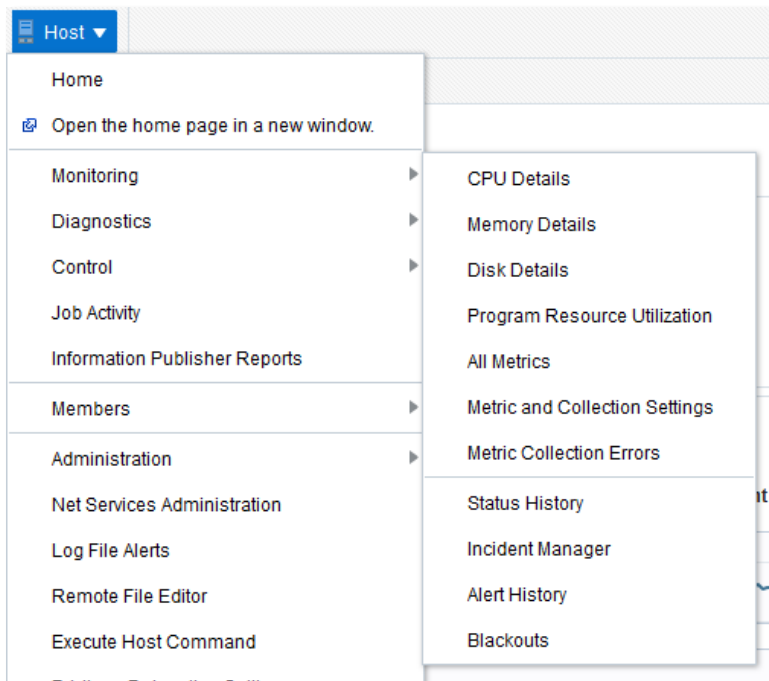 Host
Home
Open the home page in a new window.
Monitoring
Diagnostics
Control
Job Activity
Information Publisher Reports
Members
Administration
Net Services Administration
Log File Alerts
Remote File Editor
Execute Host Command
CPU Details
Memory Details
Disk Details
Program Resource Utilization
All Metrics
Metric and Collection Settings
Metric Collection Errors
Status History
Incident Manager
Alert History
Blackouts